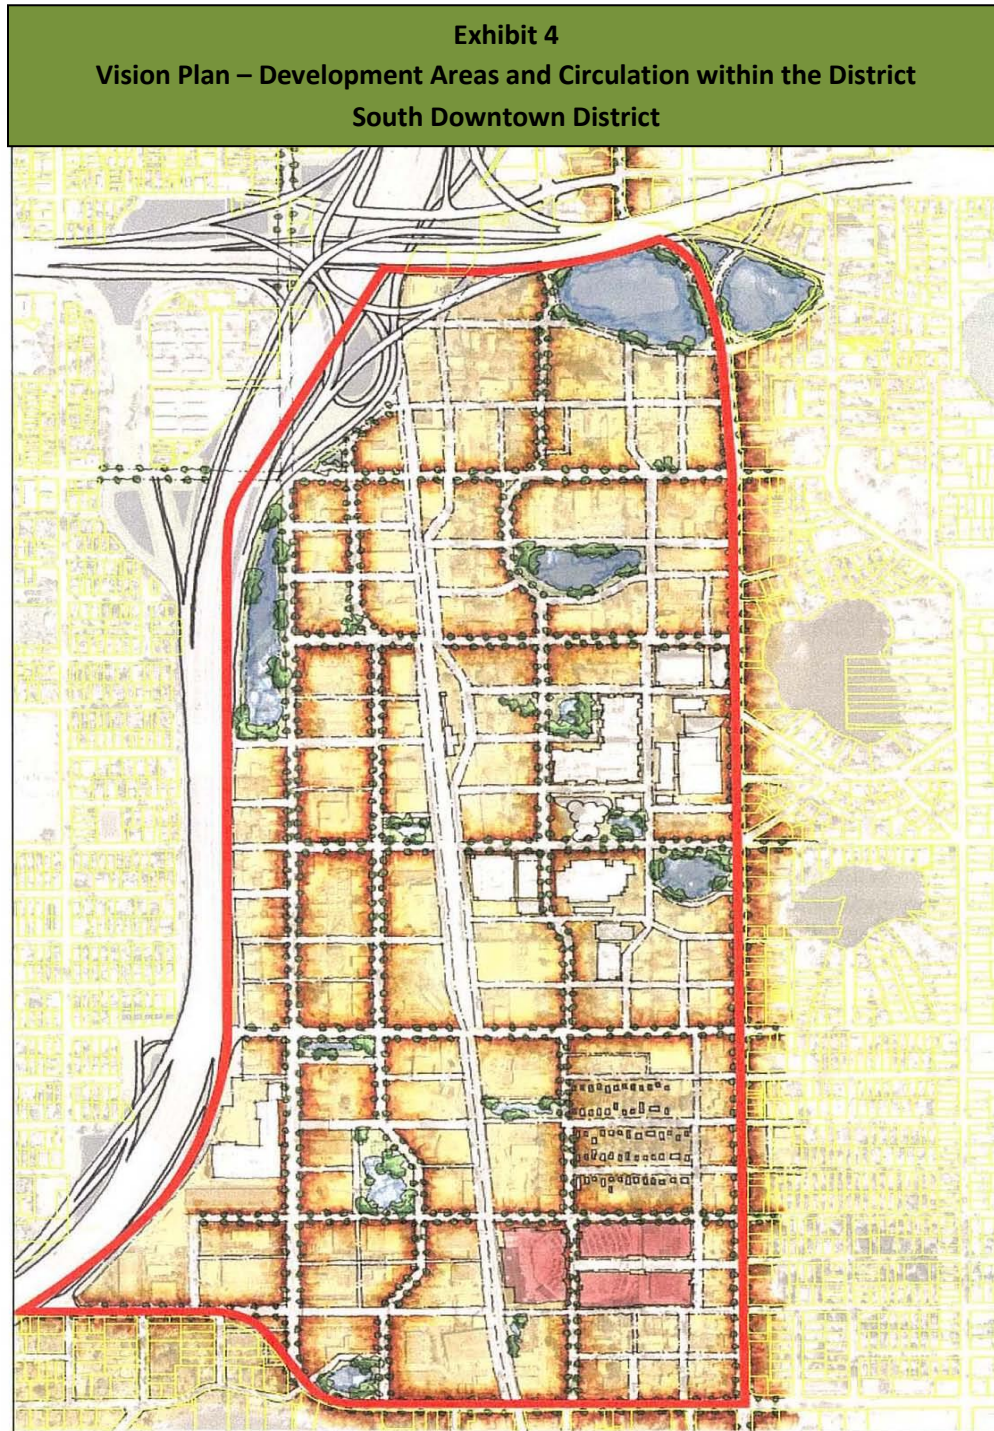 Exhibit 4
Vision Plan – Development Areas and Circulation within the District
South Downtown District